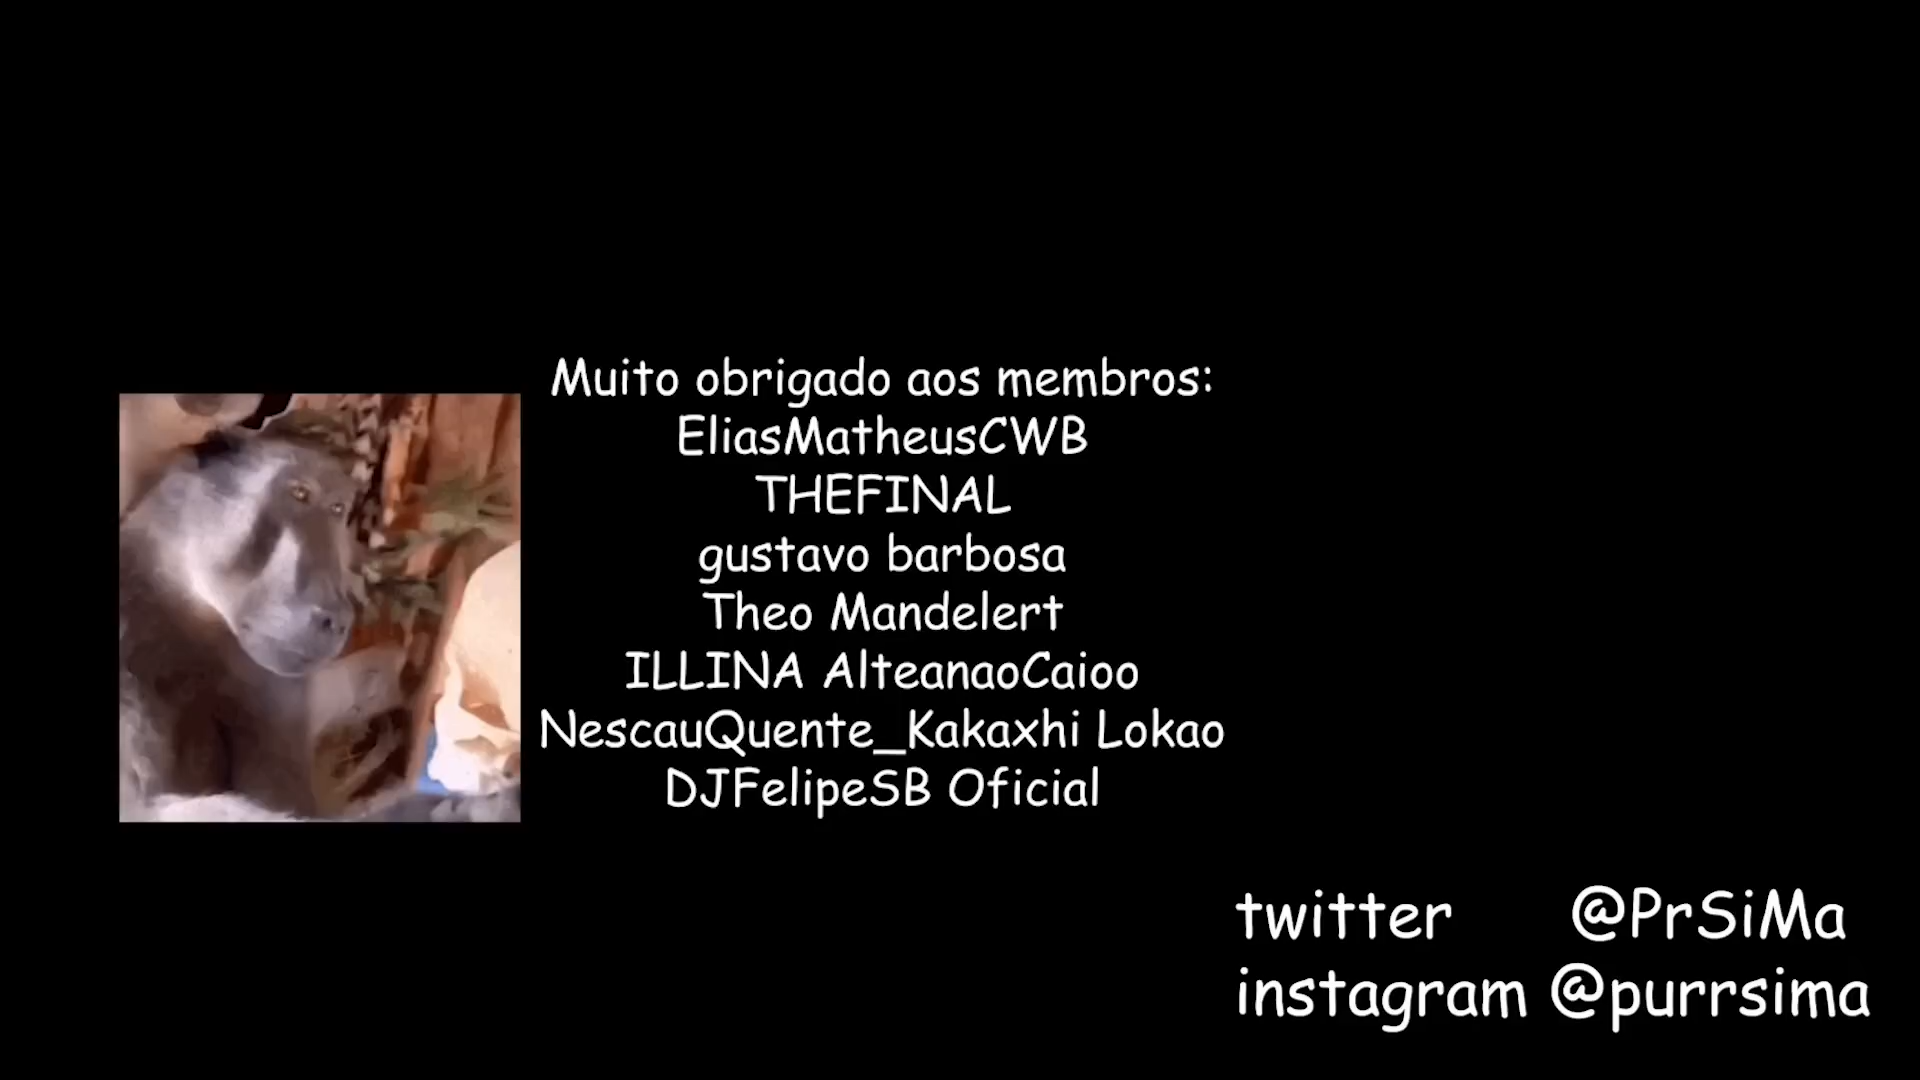 Muito obrigado aos membros:
EliasMatheusCWB
THEFINAL
gustavo barbosa
Theo Mandelert
ILLINA AlteanaoCaioo
NescauQuente_Kakaxhi Lokao
DJFelipeSB Oficial
twitter @PrSiMa
instagram @purrsima